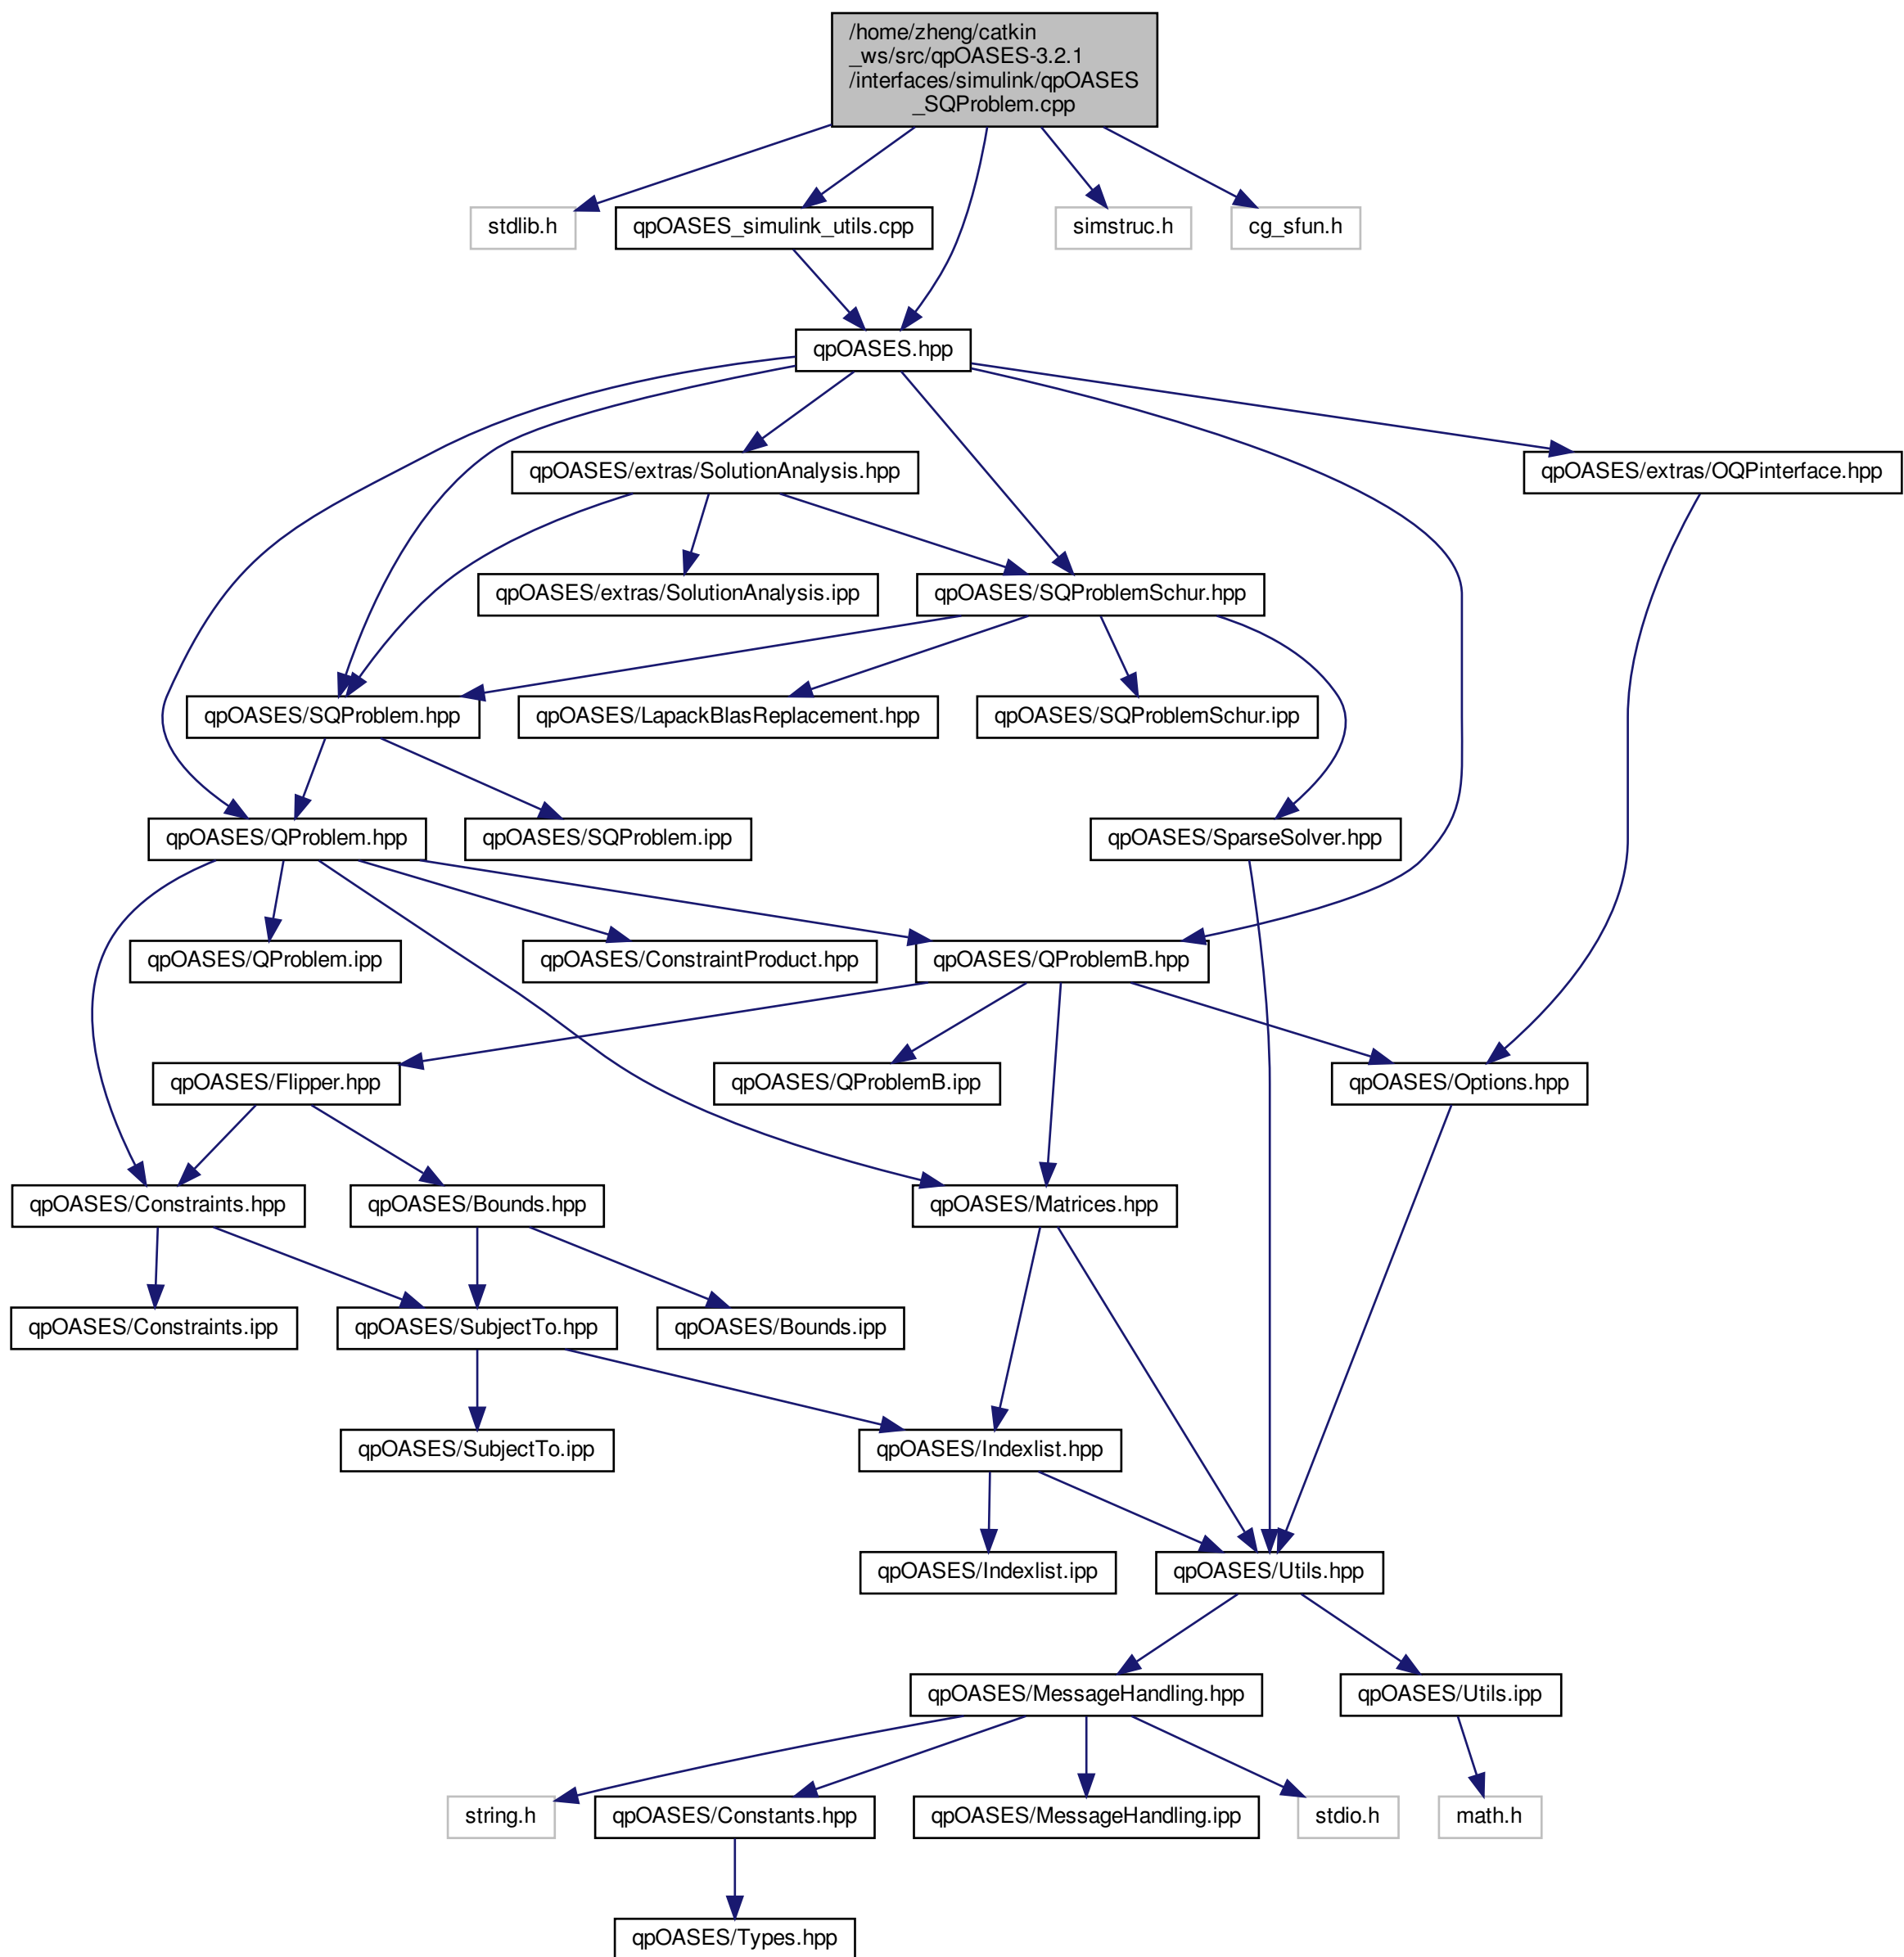 /home/zheng/catkin
_ws/src/qpOASES-3.2.1
/interfaces/simulink/qpOASES
_SQProblem.cpp
stdlib.h
qpOASES_simulink_utils.cpp
simstruc.h
cg_sfun.h
qpOASES.hpp
qpOASES/extras/SolutionAnalysis.hpp
qpOASES/extras/OQPinterface.hpp
qpOASES/extras/SolutionAnalysis.ipp
qpOASES/SQProblemSchur.hpp
qpOASES/SQProblem.hpp
qpOASES/LapackBlasReplacement.hpp
qpOASES/SQProblemSchur.ipp
qpOASES/QProblem.hpp
qpOASES/SQProblem.ipp
qpOASES/SparseSolver.hpp
qpOASES/QProblem.ipp
qpOASES/ConstraintProduct.hpp
qpOASES/QProblemB.hpp
qpOASES/Flipper.hpp
qpOASES/QProblemB.ipp
qpOASES/Options.hpp
qpOASES/Constraints.hpp
qpOASES/Bounds.hpp
qpOASES/Matrices.hpp
qpOASES/Constraints.ipp
qpOASES/SubjectTo.hpp
qpOASES/Bounds.ipp
qpOASES/SubjectTo.ipp
qpOASES/Indexlist.hpp
qpOASES/Indexlist.ipp
qpOASES/Utils.hpp
qpOASES/MessageHandling.hpp
qpOASES/Utils.ipp
string.h
qpOASES/Constants.hpp
qpOASES/MessageHandling.ipp
stdio.h
math.h
qpOASES/Types.hpp